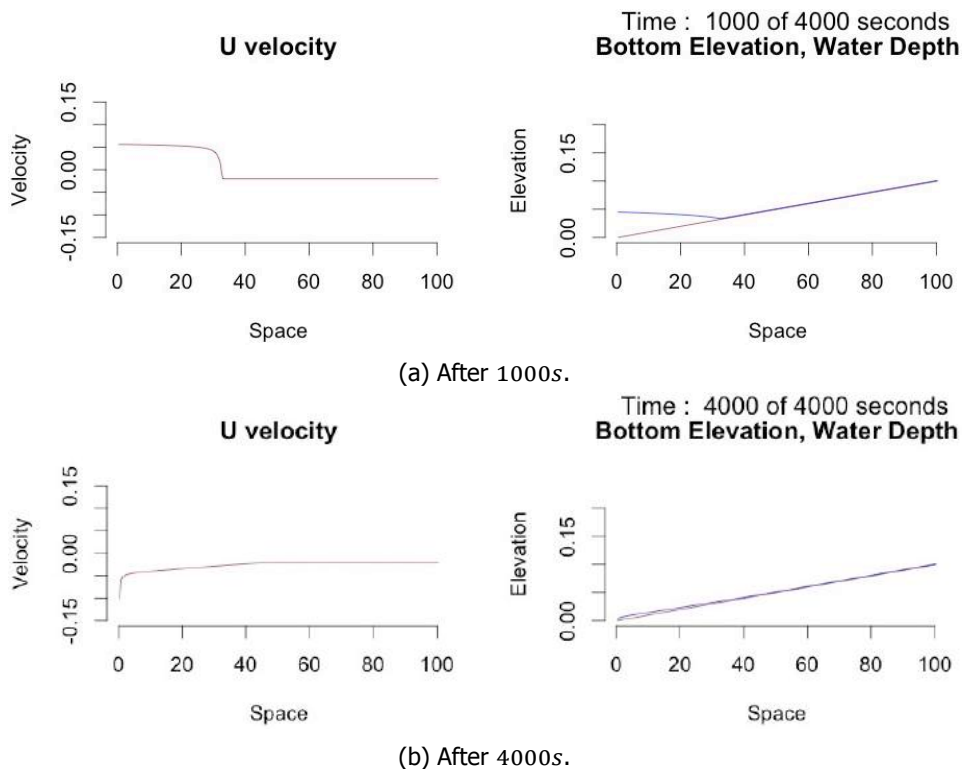 Time : 1000 of 4000 seconds
U velocity
Bottom Elevation, Water Depth
Velocity
0.15
0.00
-0.15
0 20 40 60 80 100
Space
Elevation
0.15
0.00
0 20 40 60 80 100
Space
(a) After 1000s.
Time : 4000 of 4000 seconds
U velocity
Bottom Elevation, Water Depth
Velocity
0.15
0.00
-0.15
0 20 40 60 80 100
Space
Elevation
0.15
0.00
0 20 40 60 80 100
Space
(b) After 4000s.